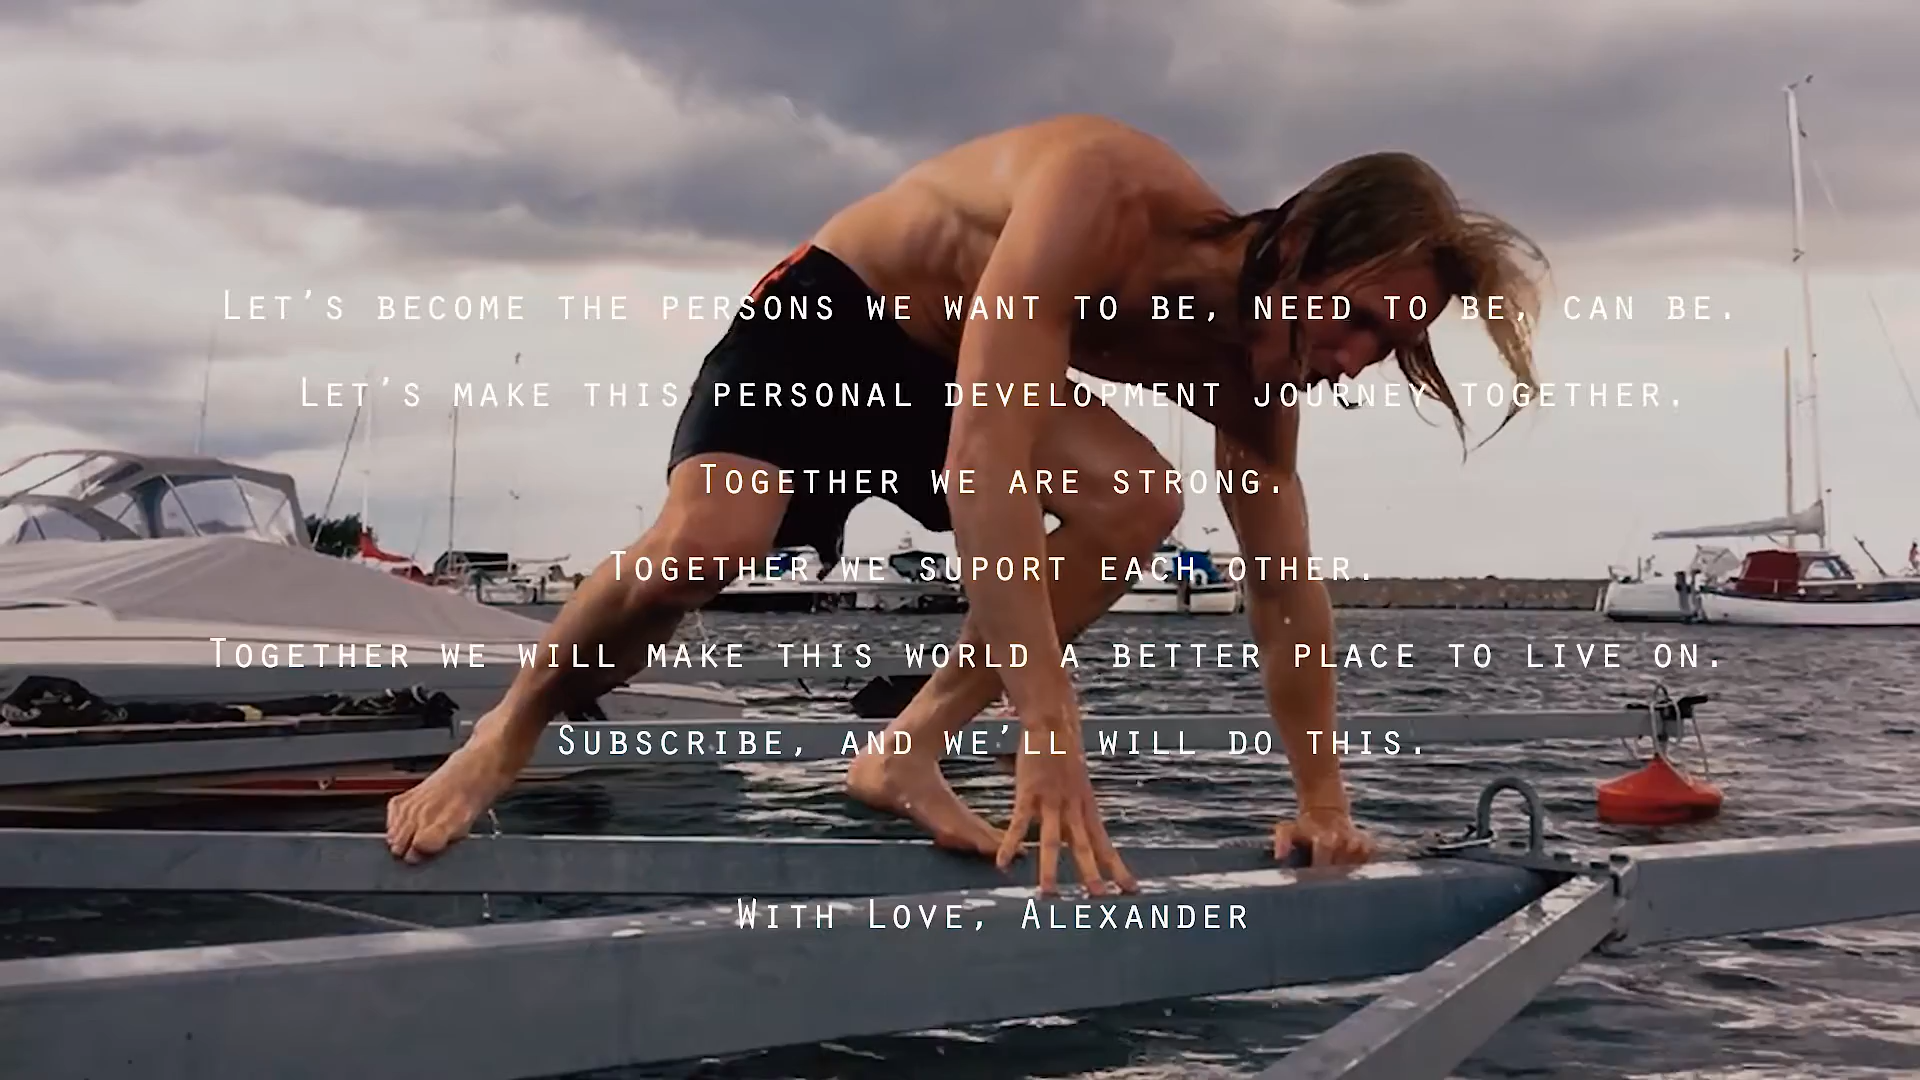 Let's become the persons we want to be, need to be, can be.
Let's make this personal development journey together.
Together we are strong.
Together we suport each other.
Together we will make this world a better place to live on.
Subscribe, and we'll will do this.
With Love, Alexander